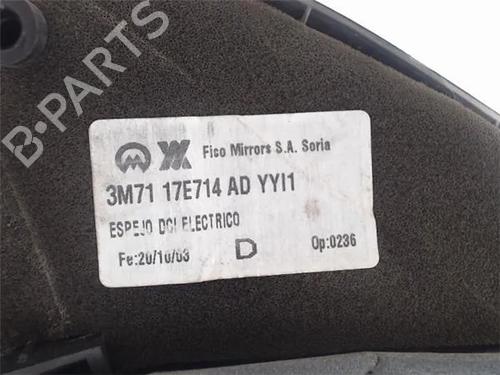 B-PARTS
Fico Mirrors S.A. Soria
3M71 17E714 AD YYI1
ESPEJO DCI ELECTRICO
Fe:20/10/03 D Op:0236